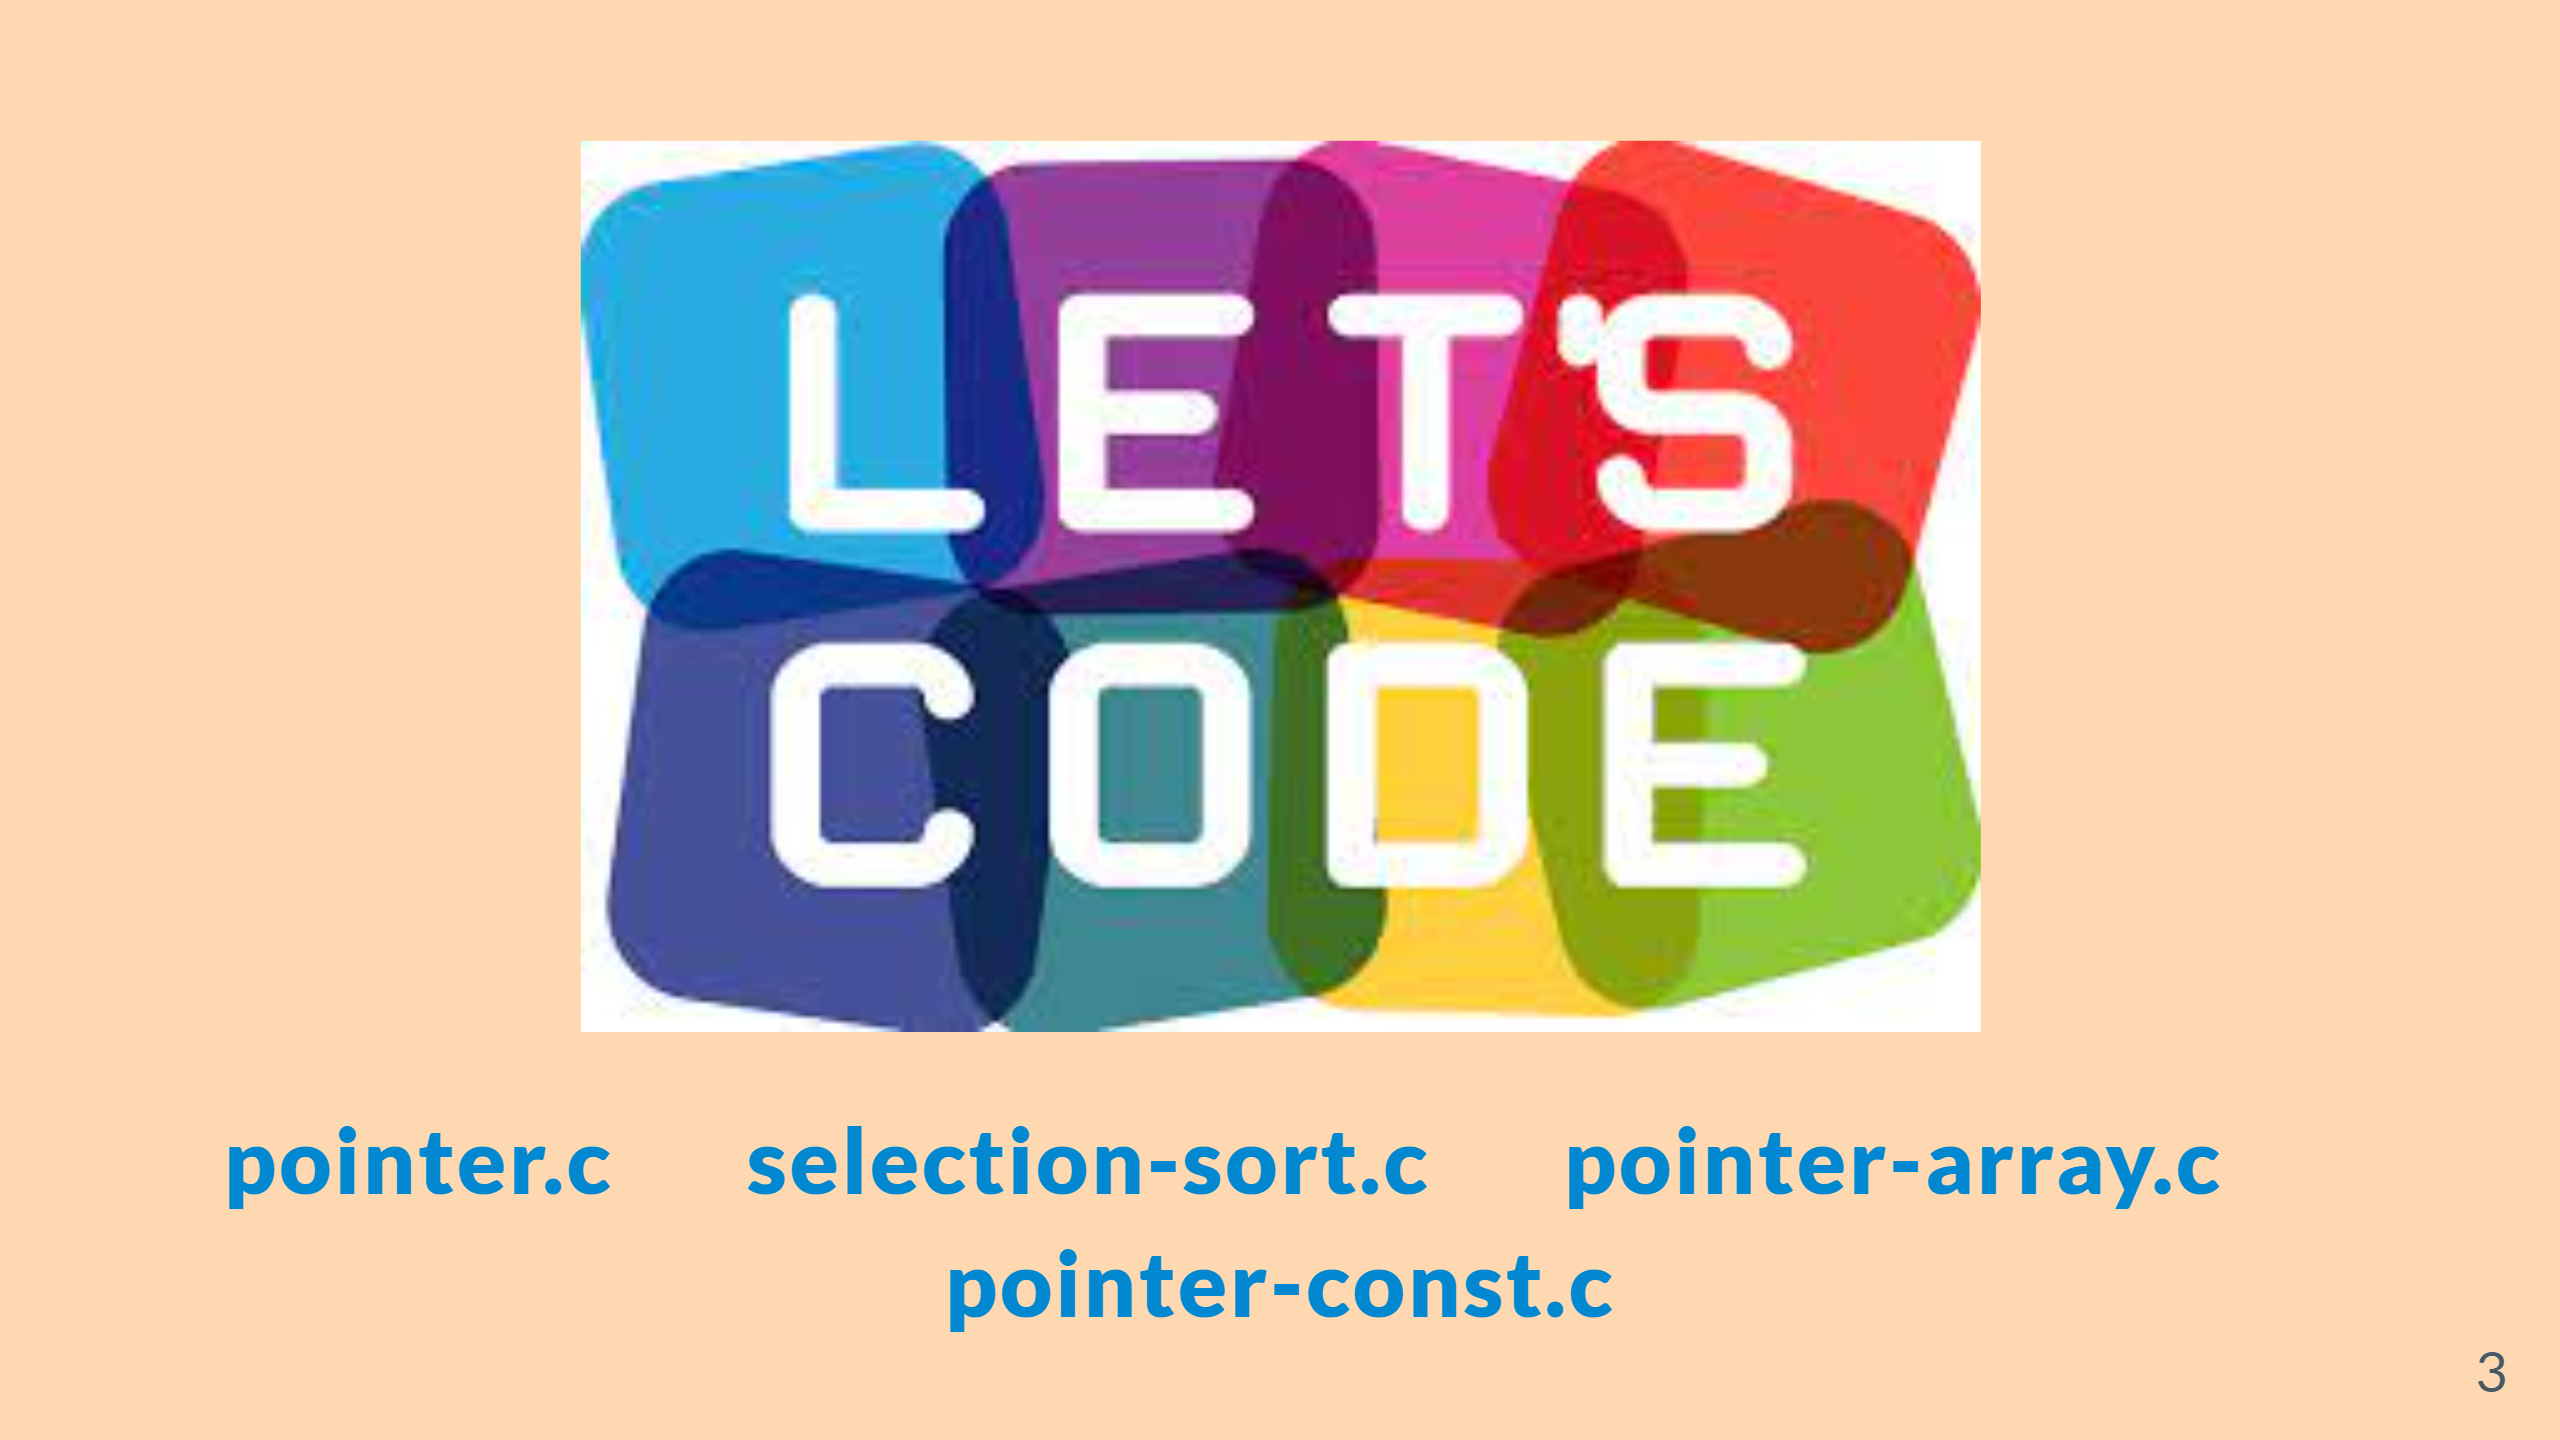 LET'S
CODE
pointer.c selection-sort.c pointer-array.c
pointer-const.c
3